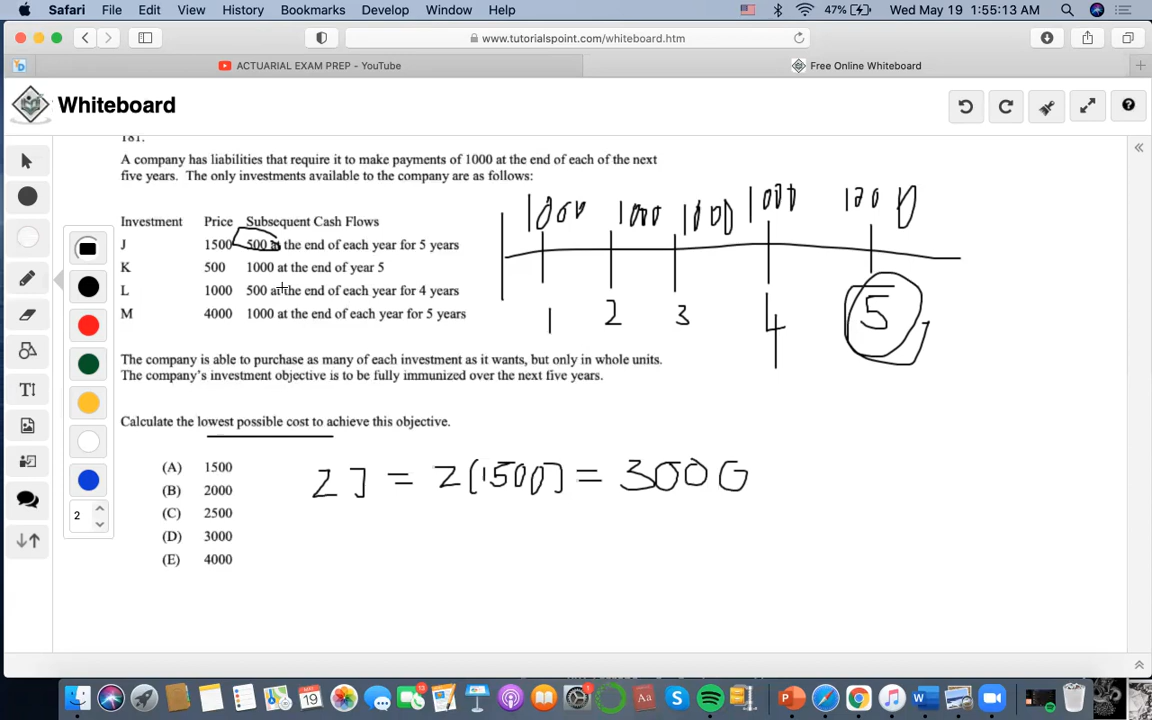 Safari File Edit View History Bookmarks Develop Window Help 47% Wed May 19 1:55:13 AM
www.tutorialspoint.com/whiteboard.htm
ACTUARIAL EXAM PREP - YouTube Free Online Whiteboard
Whiteboard
181.
A company has liabilities that require it to make payments of 1000 at the end of each of the next
five years. The only investments available to the company are as follows:
Investment Price Subsequent Cash Flows
J 1500 500 at the end of each year for 5 years
K 500 1000 at the end of year 5
L 1000 500 at the end of each year for 4 years
M 4000 1000 at the end of each year for 5 years
1000 1000 1000 1000 1000
1 2 3 4 5
The company is able to purchase as many of each investment as it wants, but only in whole units.
The company's investment objective is to be fully immunized over the next five years.
Calculate the lowest possible cost to achieve this objective.
(A) 1500
(B) 2000
(C) 2500
(D) 3000
(E) 4000
2J = 2(1500) = 3000
TI
2